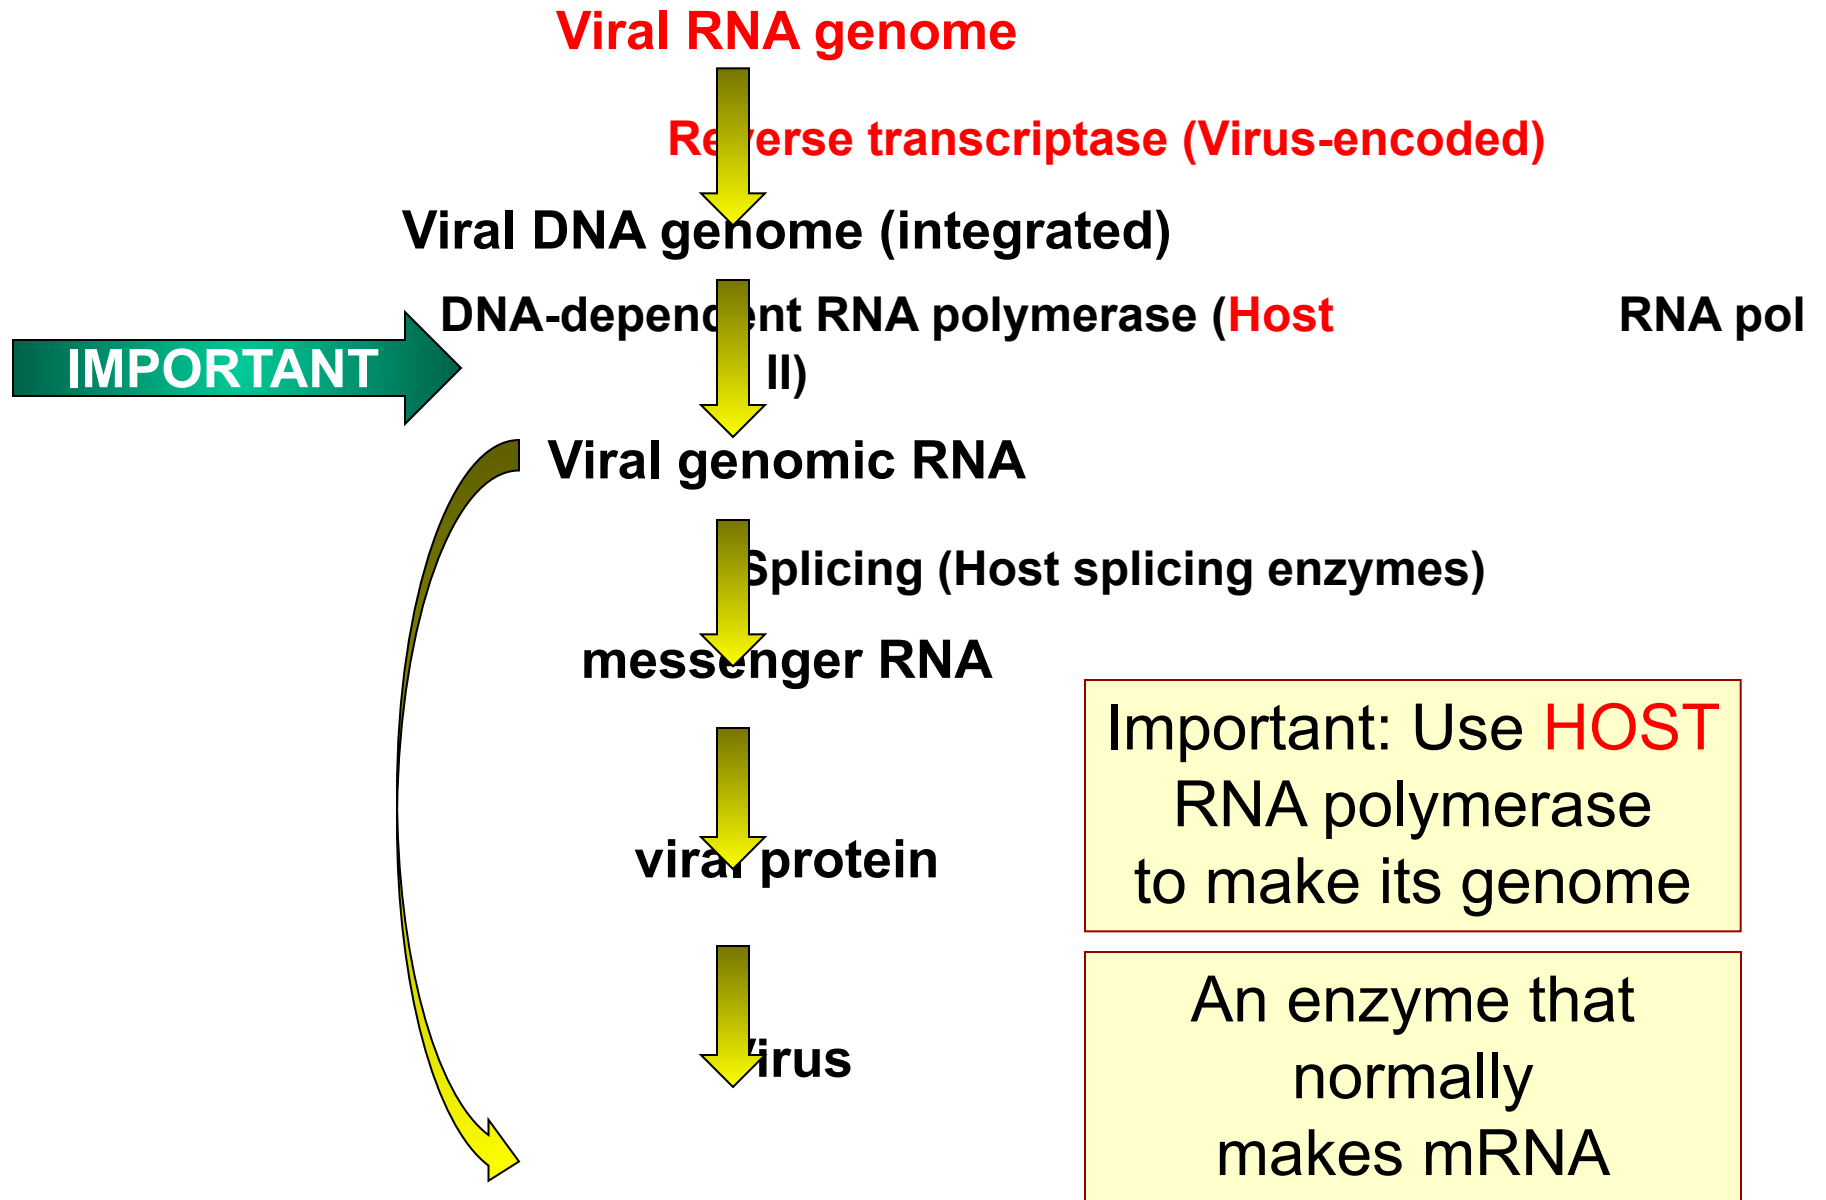 Viral RNA genome
Reverse transcriptase (Virus-encoded)
Viral DNA genome (integrated)
DNA-dependent RNA polymerase (Host RNA pol
II)
IMPORTANT
Viral genomic RNA
Splicing (Host splicing enzymes)
messenger RNA
viral protein
Virus
Important: Use HOST
RNA polymerase
to make its genome
An enzyme that
normally
makes mRNA